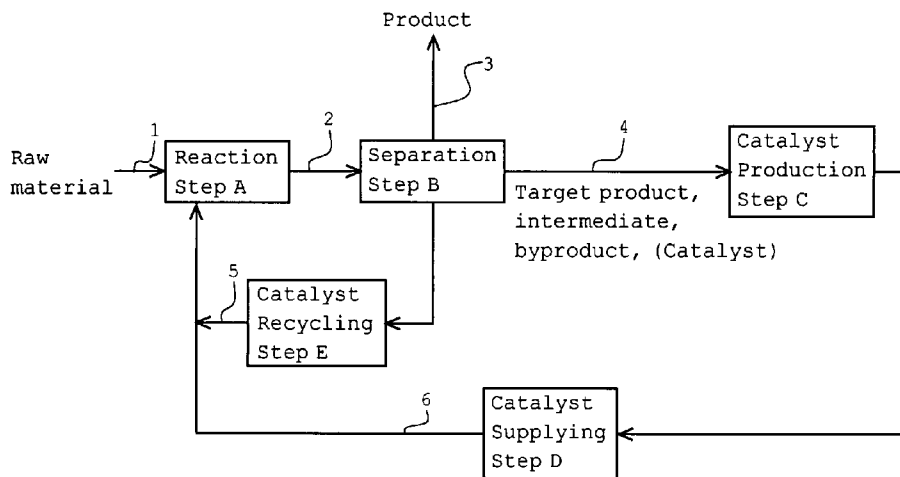 Product
3
1
2
4
Raw
material
Reaction
Step A
Separation
Step B
Catalyst
Production
Step C
Target product,
intermediate,
byproduct, (Catalyst)
5
Catalyst
Recycling
Step E
6
Catalyst
Supplying
Step D